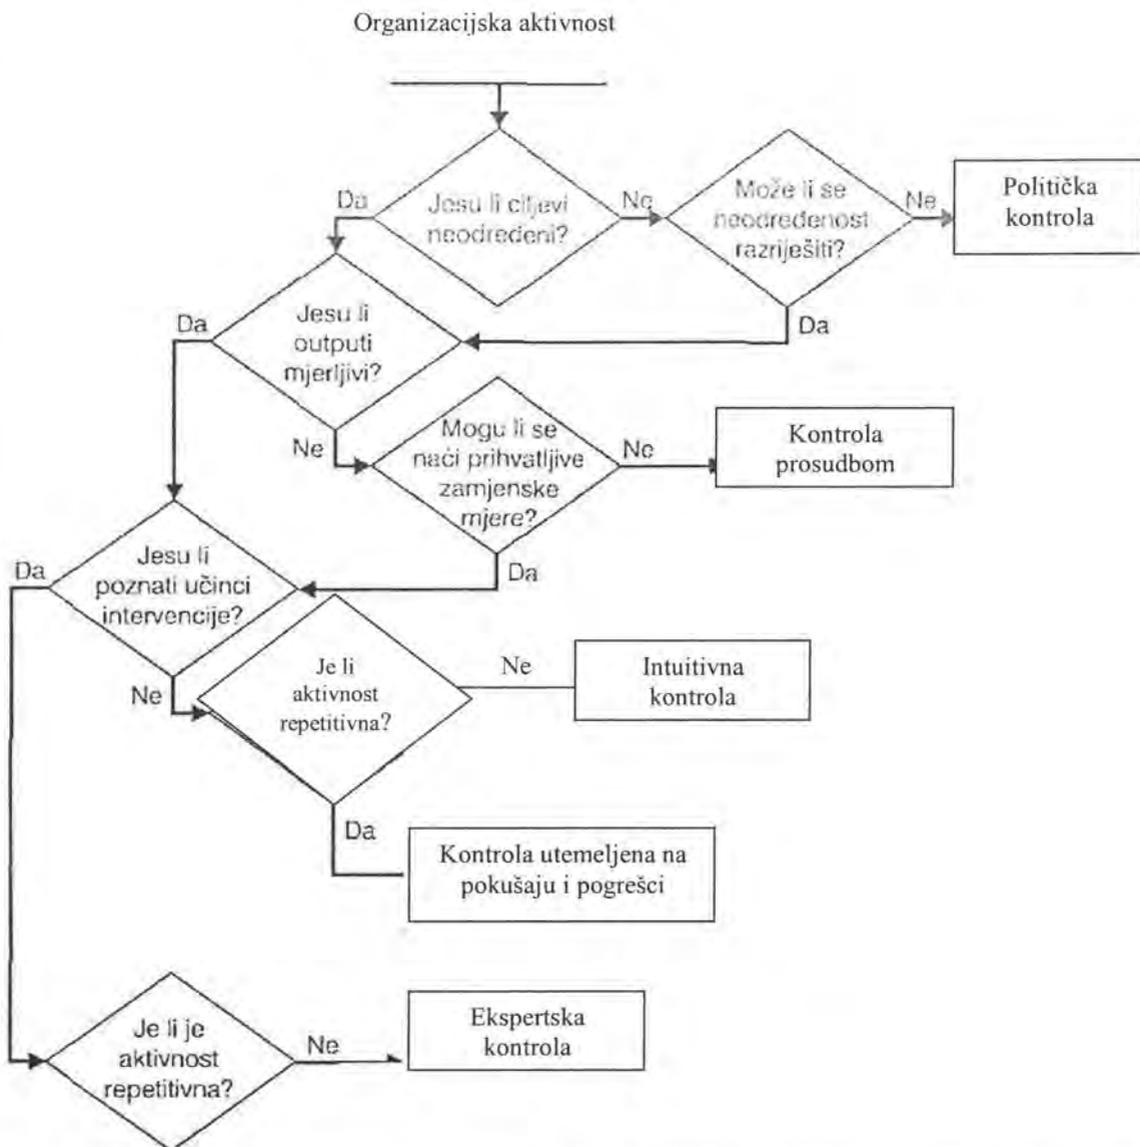 Organizacijska aktivnost
Da
Jesu li ciljevi
neodređeni?
Ne
Može li se
neodređenost
razriješiti?
Ne
Politička
kontrola
Da
Jesu li
outputi
mjerljivi?
Da
Ne
Mogu li se
naći prihvatljive
zamjenske
mjere?
Ne
Kontrola
prosudbom
Da
Jesu li
poznati učinci
intervencije?
Da
Ne
Je li
aktivnost
repetitivna?
Ne
Intuitivna
kontrola
Da
Kontrola utemeljena na
pokušaju i pogrešci
Je li je
aktivnost
repetitivna?
Ne
Ekspertska
kontrola